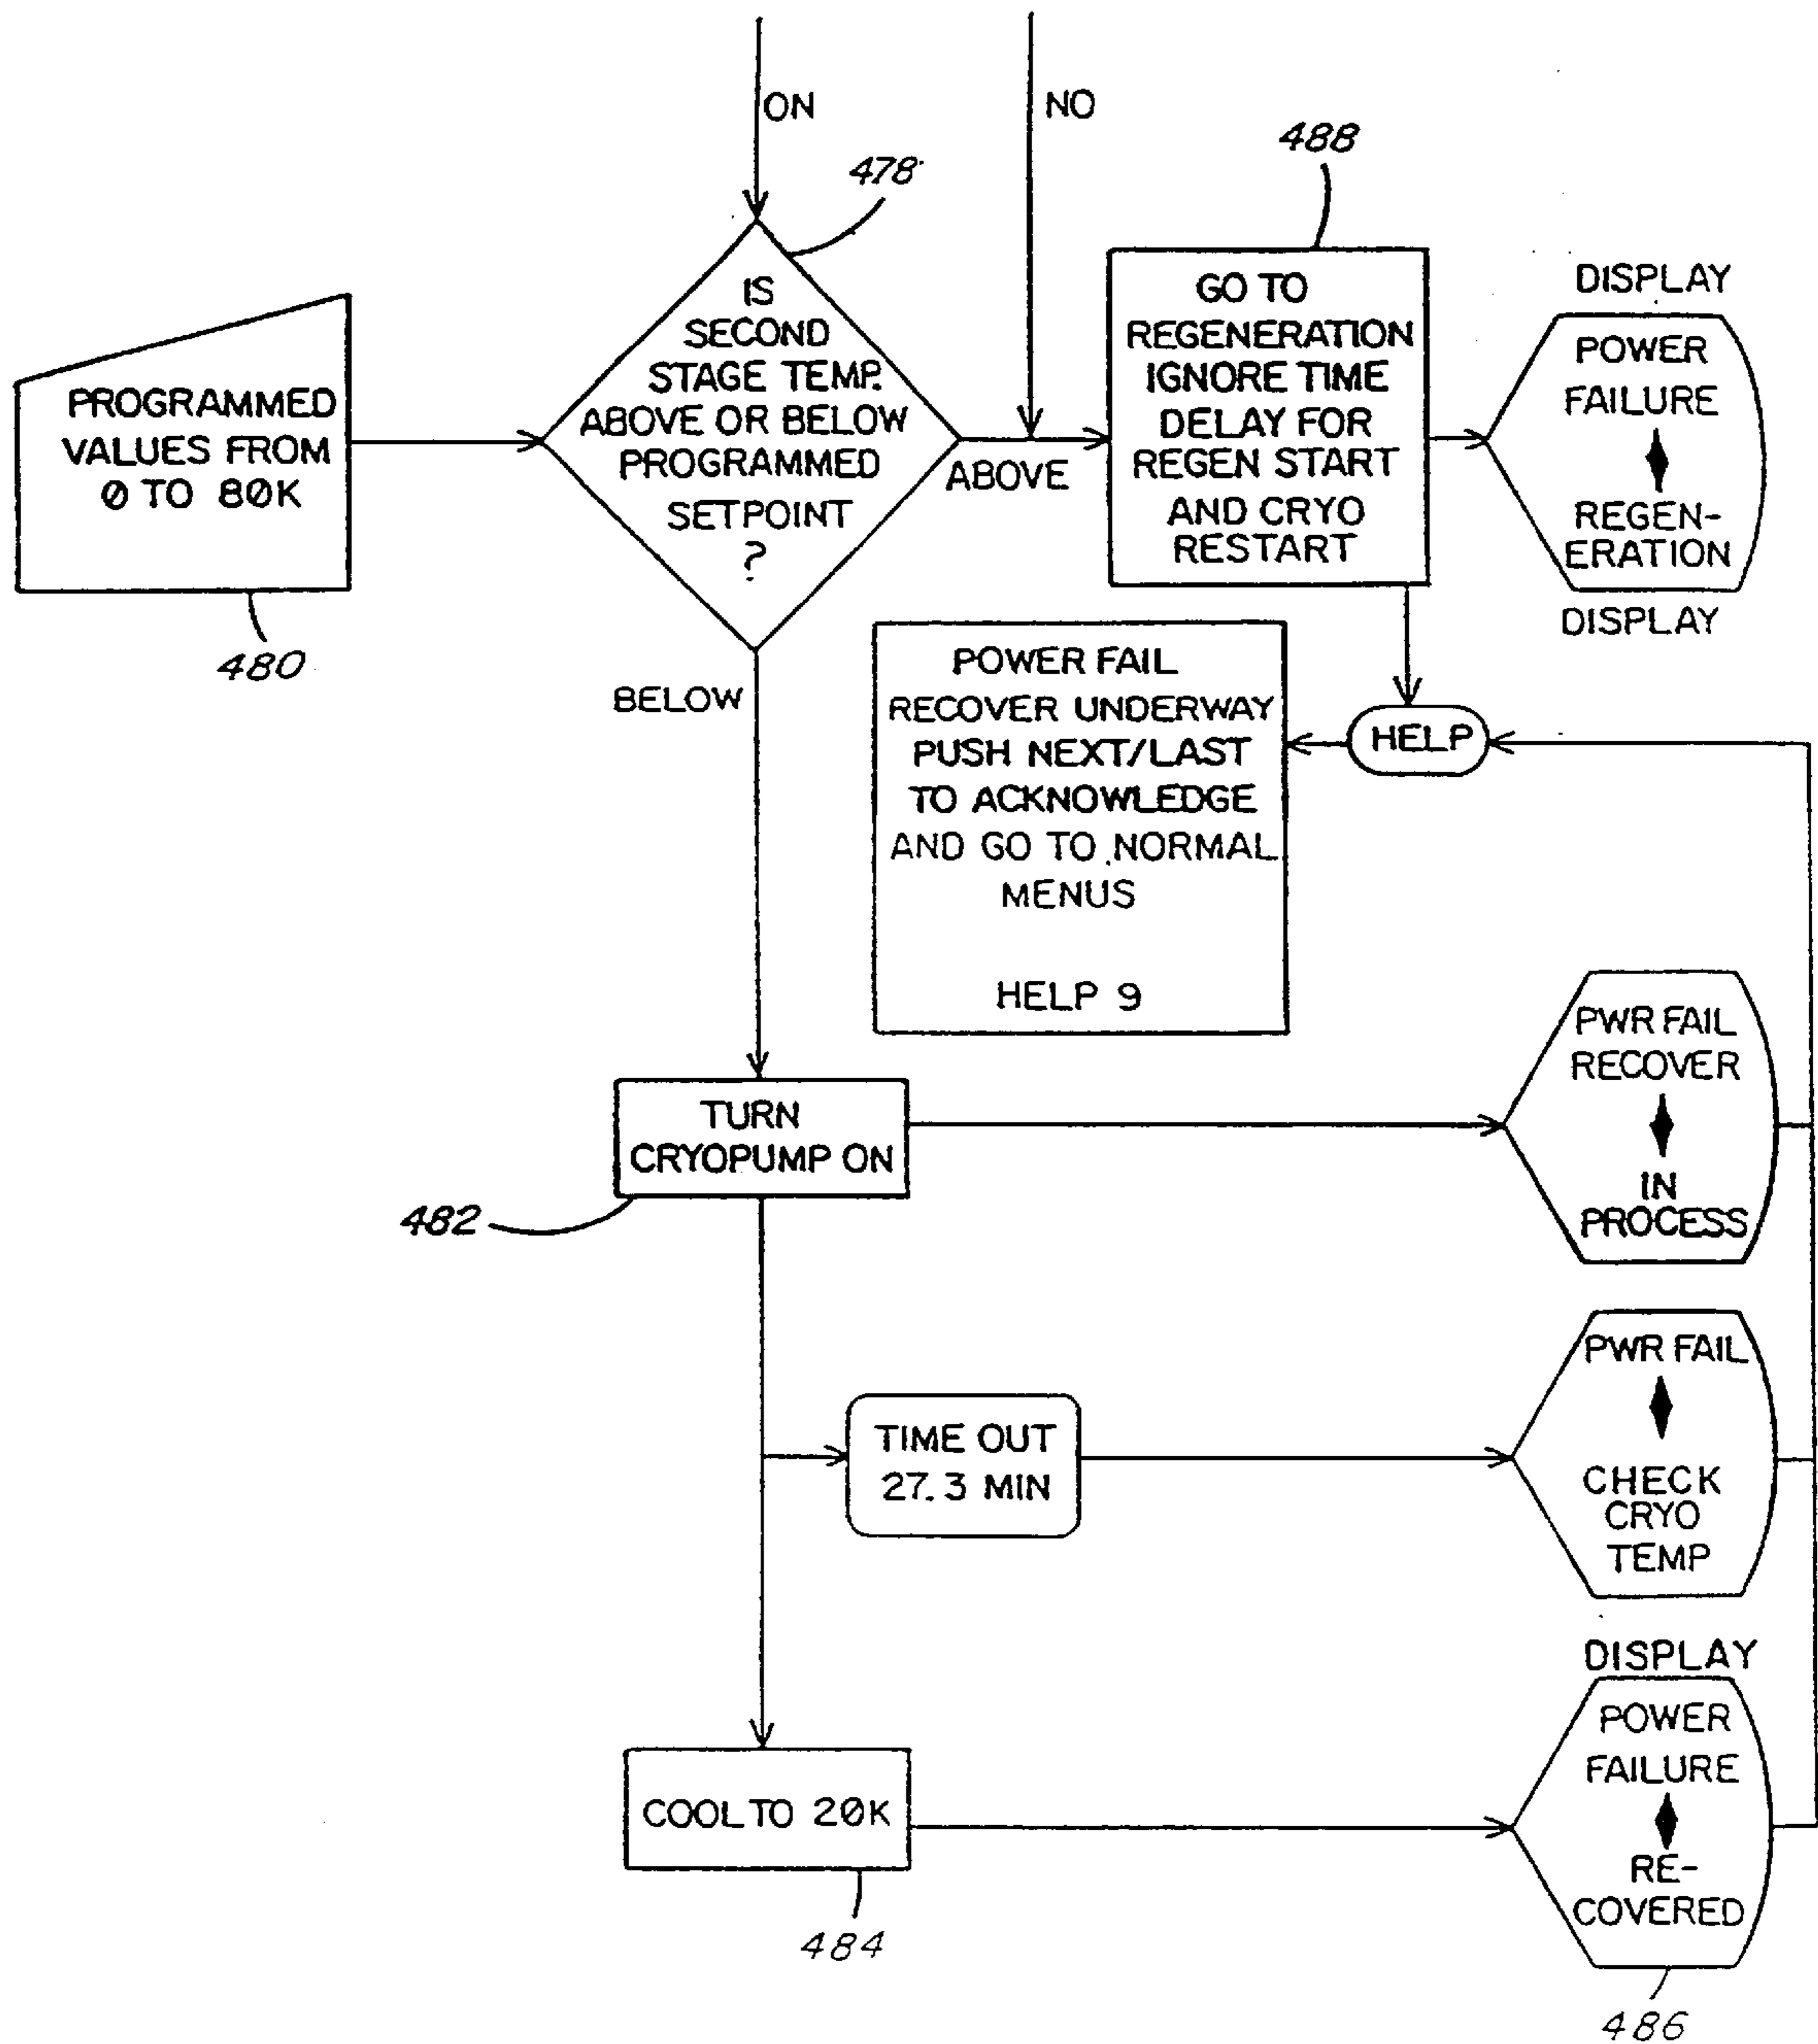 ON
NO
478
488
IS
SECOND
STAGE TEMP.
ABOVE OR BELOW
PROGRAMMED
SETPOINT
?
PROGRAMMED
VALUES FROM
0 TO 80K
480
ABOVE
BELOW
GO TO
REGENERATION
IGNORE TIME
DELAY FOR
REGEN START
AND CRYO
RESTART
DISPLAY
POWER
FAILURE
REGEN-
ERATION
DISPLAY
POWER FAIL
RECOVER UNDERWAY
PUSH NEXT/LAST
TO ACKNOWLEDGE
AND GO TO NORMAL
MENUS
HELP 9
HELP
TURN
CRYOPUMP ON
482
PWR FAIL
RECOVER
IN
PROCESS
TIME OUT
27.3 MIN
PWR FAIL
CHECK
CRYO
TEMP
COOL TO 20K
484
DISPLAY
POWER
FAILURE
RE-
COVERED
486